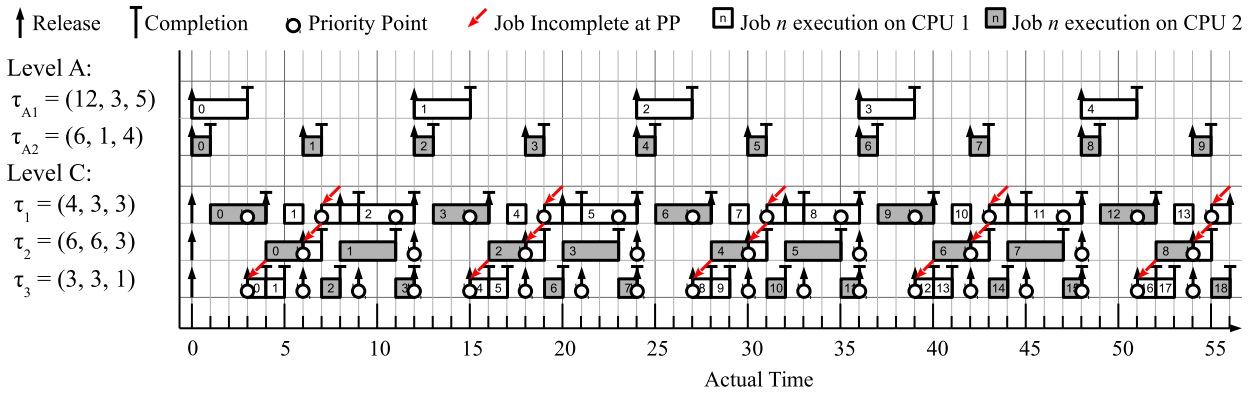 Release Completion Priority Point Job Incomplete at PP n Job n execution on CPU 1 n Job n execution on CPU 2
Level A:
τA1 = (12, 3, 5) 0 1 2 3 4
τA2 = (6, 1, 4) 0 1 2 3 4 5 6 7 8 9
Level C:
τ1 = (4, 3, 3) 0 1 2 3 4 5 6 7 8 9 10 11 12 13
τ2 = (6, 6, 3) 0 1 2 3 4 5 6 7 8
τ3 = (3, 3, 1) 0 1 2 3 4 5 6 7 8 9 10 11 12 13 14 15 16 17 18
0 5 10 15 20 25 30 35 40 45 50 55
Actual Time